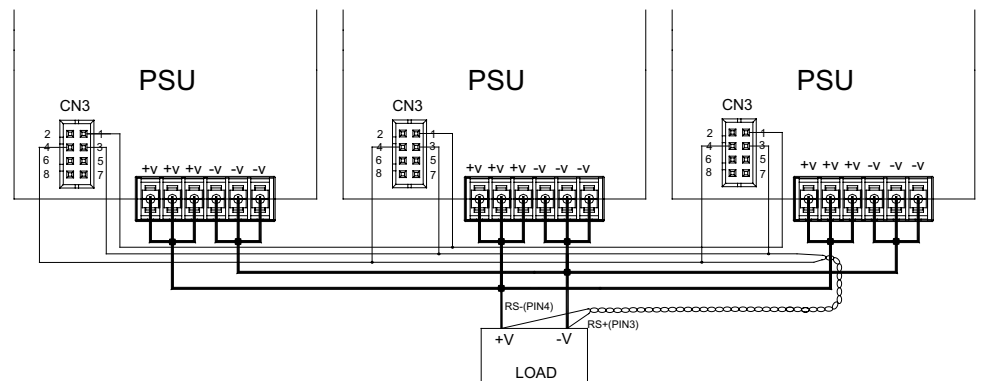 PSU PSU PSU
CN3 CN3 CN3
2 1 2 1 2 1
4 3 4 3 4 3
6 5 6 5 6 5
8 7 8 7 8 7
+V +V +V -V -V -V +V +V +V -V -V -V +V +V +V -V -V -V
RS-(PIN4)
RS+(PIN3)
+V -V
LOAD